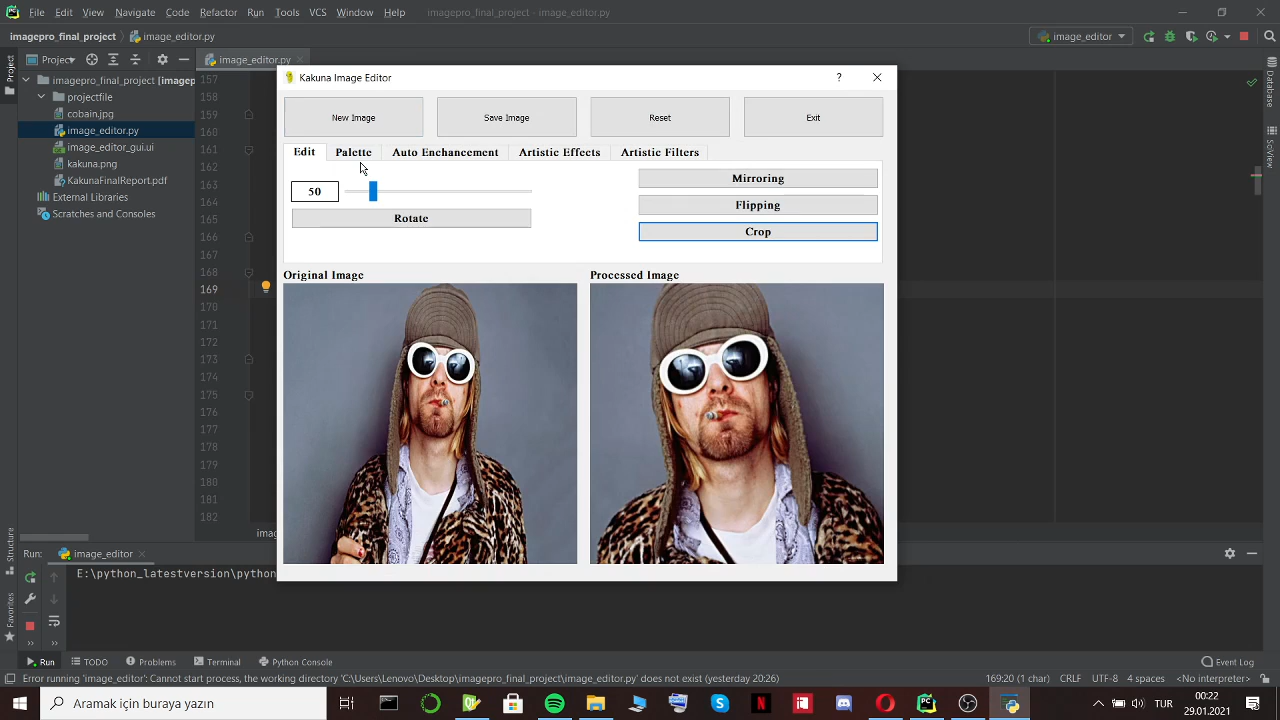 File Edit View Navigate Code Refactor Run Tools VCS Window Help imagepro_final_project - image_editor.py
imagepro_final_project image_editor.py image_editor
Project image_editor.py
Kakuna Image Editor
New Image Save Image Reset Exit
Edit Palette Auto Enchancement Artistic Effects Artistic Filters
50
Rotate
Mirroring
Flipping
Crop
Original Image Processed Image
Project
imagepro_final_project [imagep
projectfile
cobain.jpg
image_editor.py
image_editor_gui.ui
kakuna.png
KakunaFinalReport.pdf
External Libraries
Scratches and Consoles
157
158
159
160
161
162
163
164
165
166
167
168
169
170
171
172
173
174
175
176
177
178
179
180
181
182
imag
Database
SciView
Structure
Favorites
Run: image_editor
E:\python_latestversion\python
Run TODO Problems Terminal Python Console Event Log
Error running 'image_editor': Cannot start process, the working directory 'C:\Users\Lenovo\Desktop\imagepro_final_project' does not exist (yesterday 20:26) 169:20 (1 char) CRLF UTF-8 4 spaces <No interpreter>
Aramak için buraya yazın
TUR
00:22
29.01.2021